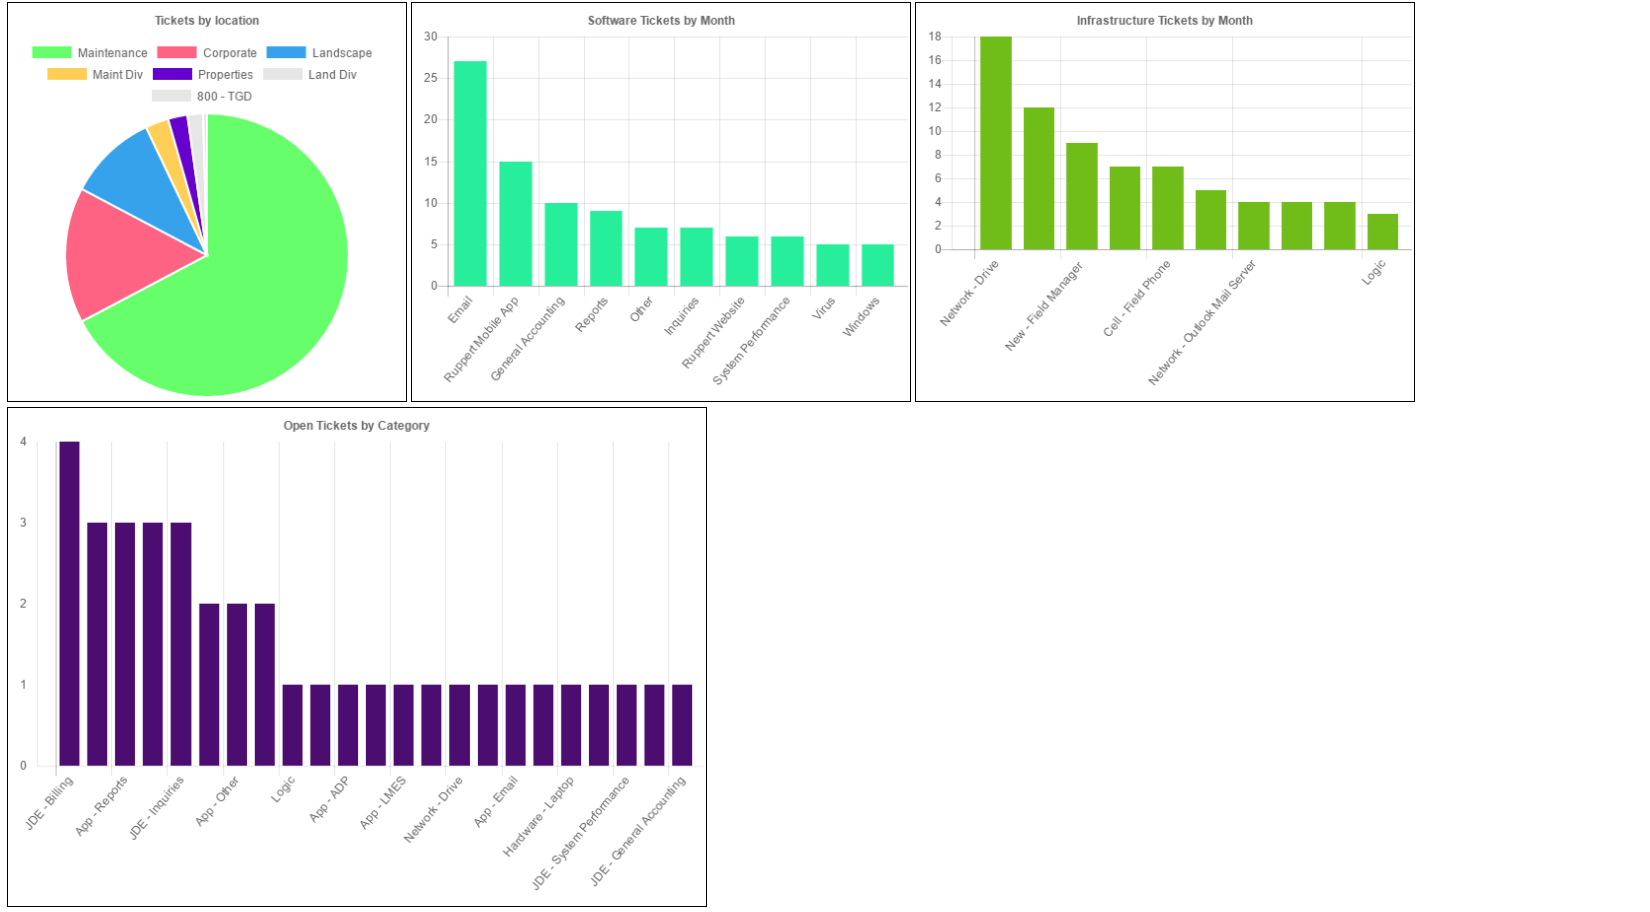 Tickets by location
Maintenance Corporate Landscape
Maint Div Properties Land Div
800 - TGD
Software Tickets by Month
30
25
20
15
10
5
0
Email
Ruppert Mobile App
General Accounting
Reports
Other
Inquiries
Ruppert Website
System Performance
Virus
Windows
Infrastructure Tickets by Month
18
16
14
12
10
8
6
4
2
0
Network - Drive
New - Field Manager
Cell - Field Phone
Network - Outlook Mail Server
Logic
Open Tickets by Category
4
3
2
1
0
JDE - Billing
App - Reports
JDE - Inquiries
App - Other
Logic
App - ADP
App - LMES
Network - Drive
App - Email
Hardware - Laptop
JDE - System Performance
JDE - General Accounting